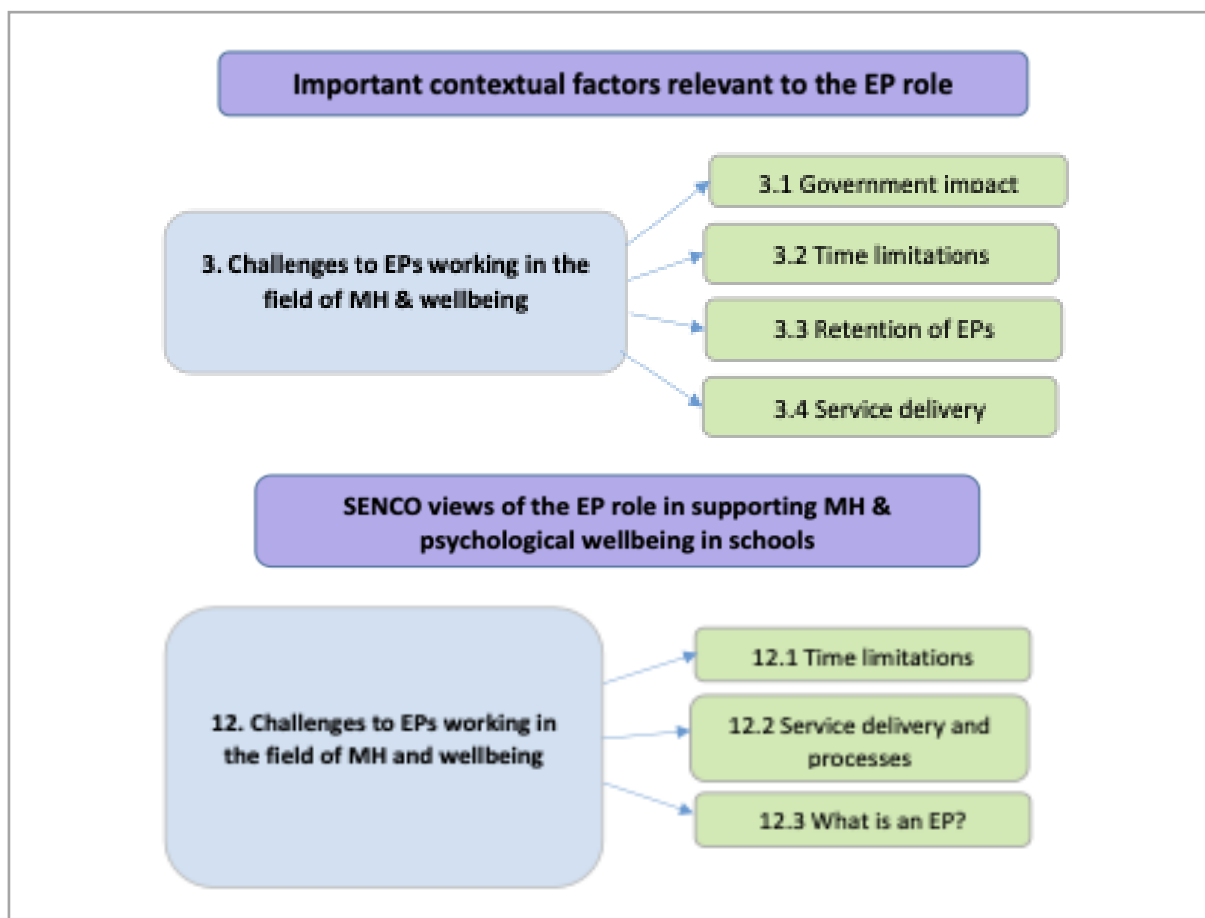 Important contextual factors relevant to the EP role
3. Challenges to EPs working in the
field of MH & wellbeing
3.1 Government impact
3.2 Time limitations
3.3 Retention of EPs
3.4 Service delivery
SENCO views of the EP role in supporting MH &
psychological wellbeing in schools
12. Challenges to EPs working in
the field of MH and wellbeing
12.1 Time limitations
12.2 Service delivery and
processes
12.3 What is an EP?